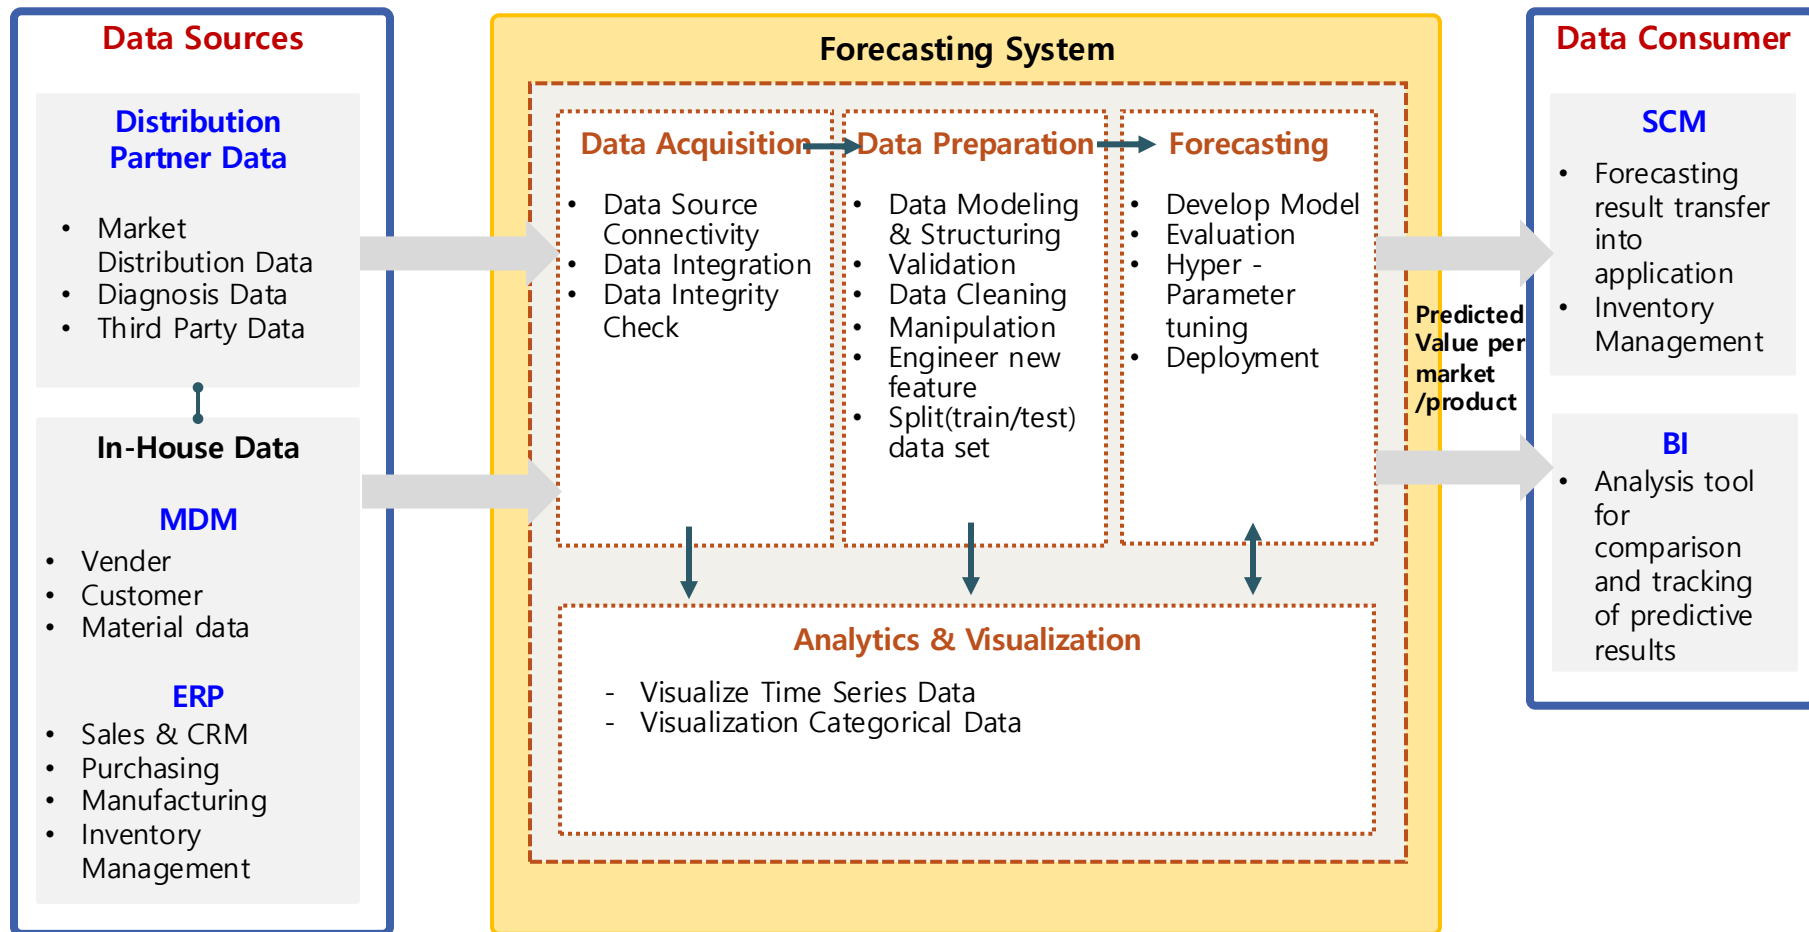 Data Sources
Distribution
Partner Data
• Market
Distribution Data
• Diagnosis Data
• Third Party Data
In-House Data
MDM
• Vender
• Customer
• Material data
ERP
• Sales & CRM
• Purchasing
• Manufacturing
• Inventory
Management
Forecasting System
Data Acquisition
• Data Source
Connectivity
• Data Integration
• Data Integrity
Check
Data Preparation
• Data Modeling
& Structuring
• Validation
• Data Cleaning
• Manipulation
• Engineer new
feature
• Split(train/test)
data set
Forecasting
• Develop Model
• Evaluation
• Hyper -
Parameter
tuning
• Deployment
Analytics & Visualization
- Visualize Time Series Data
- Visualization Categorical Data
Predicted
Value per
market
/product
Data Consumer
SCM
• Forecasting
result transfer
into
application
• Inventory
Management
BI
• Analysis tool
for
comparison
and tracking
of predictive
results